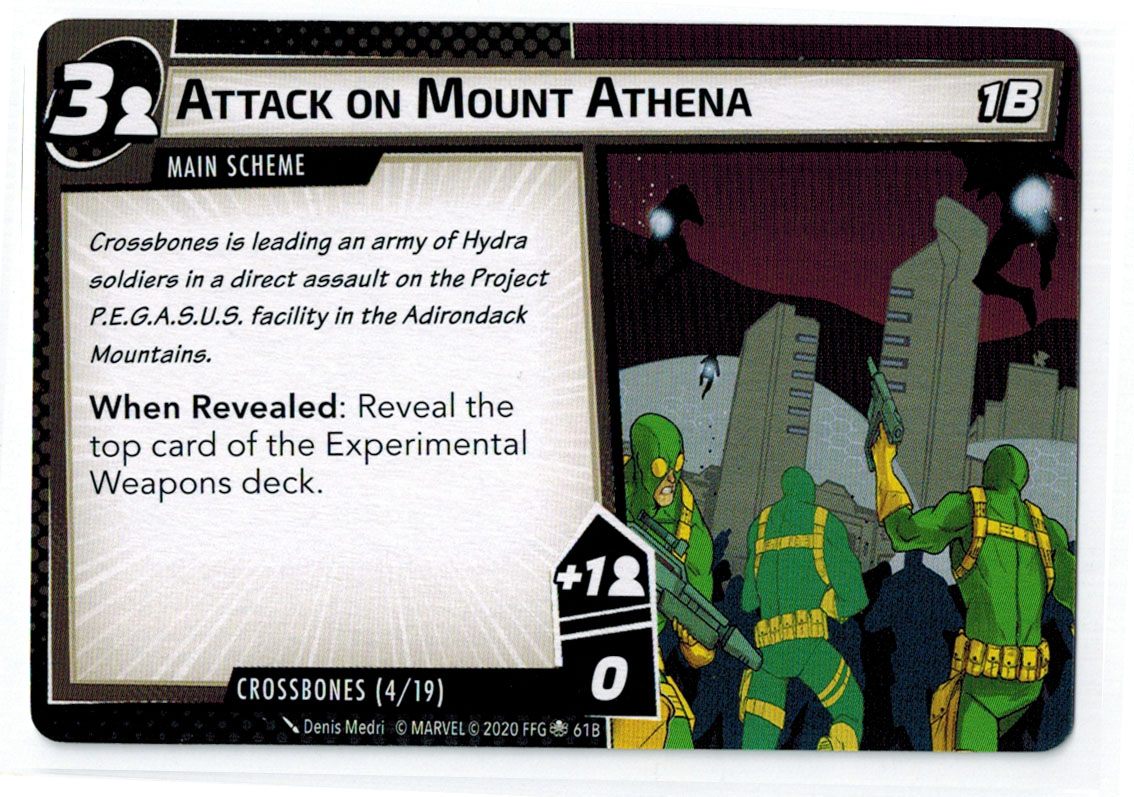 3
ATTACK ON MOUNT ATHENA
1B
MAIN SCHEME
Crossbones is leading an army of Hydra
soldiers in a direct assault on the Project
P.E.G.A.S.U.S. facility in the Adirondack
Mountains.
When Revealed: Reveal the
top card of the Experimental
Weapons deck.
+1
0
CROSSBONES (4/19)
Denis Medri © MARVEL © 2020 FFG 61B